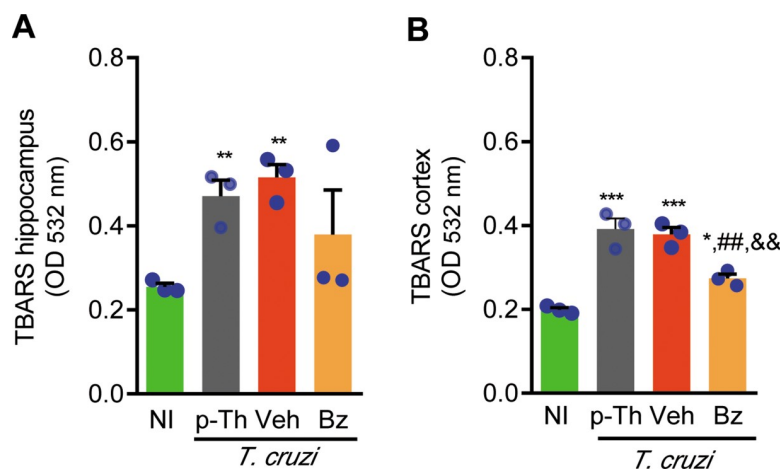 A
TBARS hippocampus
(OD 532 nm)
0.8
0.6
0.4
0.2
0.0
**
**
NI p-Th Veh Bz
T. cruzi
B
TBARS cortex
(OD 532 nm)
0.8
0.6
0.4
0.2
0.0
***
***
*,##,&&
NI p-Th Veh Bz
T. cruzi